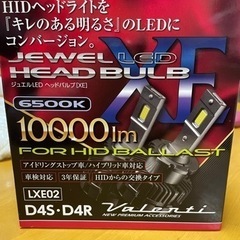 HIDヘッドライトを
『キレのある明るさ』のLEDに
コンバージョン。
JEWEL LED
HEAD BULB
XE
ジュエルLED ヘッドバルブ[XE]
6500K
10000lm
FOR HID BALLAST
アイドリングストップ車/ハイブリッド車対応
車検対応
3年保証
HIDからの交換タイプ
LXE02
D4S・D4R
Valenti
NEW PREMIUM ACCESSORIES